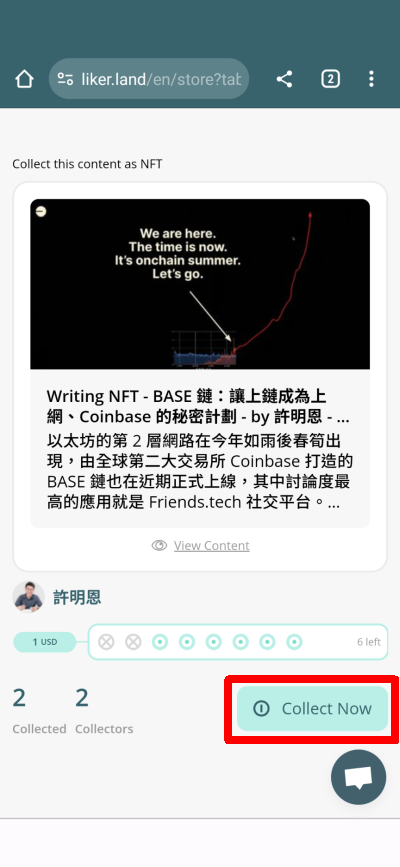 liker.land/en/store?tab
2
Collect this content as NFT
We are here.
The time is now.
It's onchain summer.
Let's go.
Writing NFT - BASE 鏈：讓上鏈成為上
網、Coinbase 的秘密計劃 - by 許明恩 - ...
以太坊的第 2 層網路在今年如雨後春筍出
現，由全球第二大交易所 Coinbase 打造的
BASE 鏈也在近期正式上線，其中討論度最
高的應用就是 Friends.tech 社交平台。...
View Content
許明恩
1 USD
6 left
2 2
Collected Collectors
Collect Now